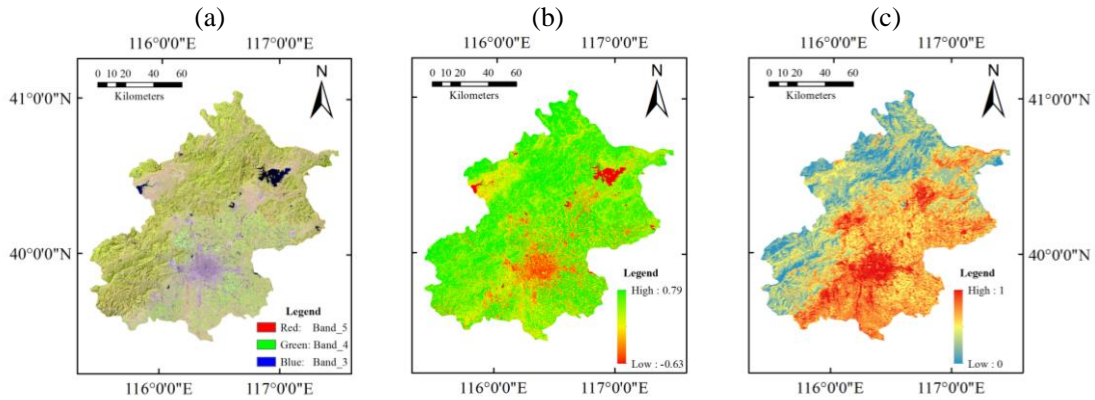 (a)
116°0'0"E 117°0'0"E
0 10 20 40 60
Kilometers
N
41°0'0"N
40°0'0"N
Legend
Red: Band_5
Green: Band_4
Blue: Band_3
116°0'0"E 117°0'0"E
(b)
116°0'0"E 117°0'0"E
0 10 20 40 60
Kilometers
N
Legend
High : 0.79
Low : -0.63
116°0'0"E 117°0'0"E
(c)
116°0'0"E 117°0'0"E
0 10 20 40 60
Kilometers
N
41°0'0"N
40°0'0"N
Legend
High : 1
Low : 0
116°0'0"E 117°0'0"E